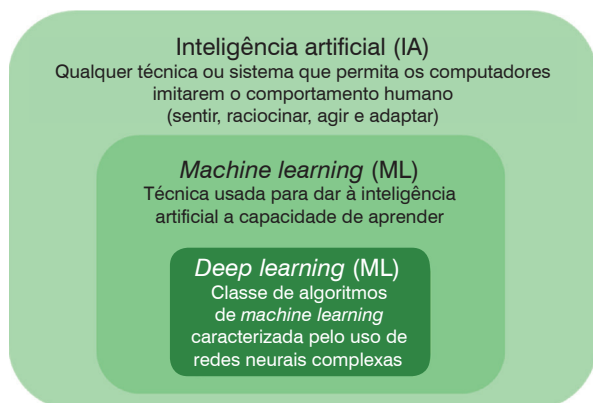 Inteligência artificial (IA)
Qualquer técnica ou sistema que permita os computadores
imitarem o comportamento humano
(sentir, raciocinar, agir e adaptar)
Machine learning (ML)
Técnica usada para dar à inteligência
artificial a capacidade de aprender
Deep learning (ML)
Classe de algoritmos
de machine learning
caracterizada pelo uso de
redes neurais complexas